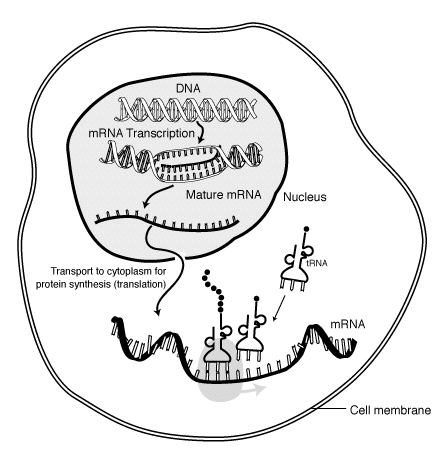 DNA
mRNA Transcription
Mature mRNA
Nucleus
Transport to cytoplasm for
protein synthesis (translation)
tRNA
mRNA
Cell membrane